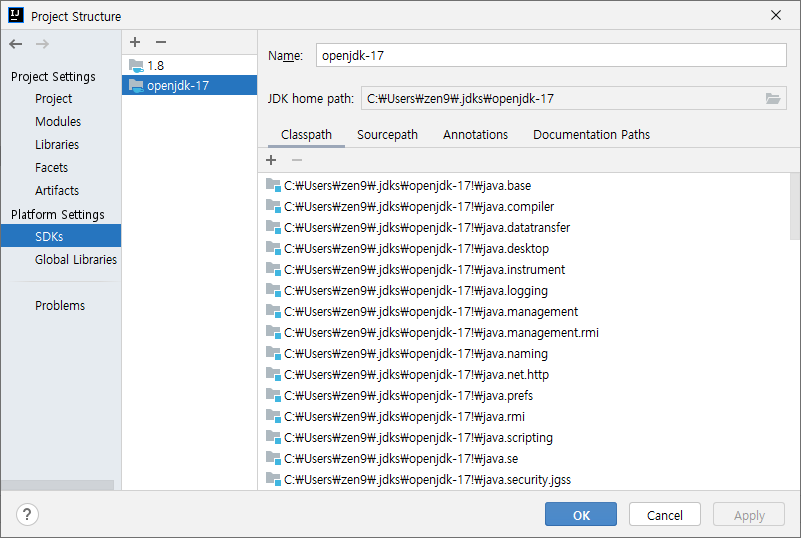 IJ
Project Structure
Project Settings
Project
Modules
Libraries
Facets
Artifacts
Platform Settings
SDKs
Global Libraries
Problems
1.8
openjdk-17
Name: openjdk-17
JDK home path: C:₩Users₩zen9₩.jdks₩openjdk-17
Classpath Sourcepath Annotations Documentation Paths
C:₩Users₩zen9₩.jdks₩openjdk-17!₩java.base
C:₩Users₩zen9₩.jdks₩openjdk-17!₩java.compiler
C:₩Users₩zen9₩.jdks₩openjdk-17!₩java.datatransfer
C:₩Users₩zen9₩.jdks₩openjdk-17!₩java.desktop
C:₩Users₩zen9₩.jdks₩openjdk-17!₩java.instrument
C:₩Users₩zen9₩.jdks₩openjdk-17!₩java.logging
C:₩Users₩zen9₩.jdks₩openjdk-17!₩java.management
C:₩Users₩zen9₩.jdks₩openjdk-17!₩java.management.rmi
C:₩Users₩zen9₩.jdks₩openjdk-17!₩java.naming
C:₩Users₩zen9₩.jdks₩openjdk-17!₩java.net.http
C:₩Users₩zen9₩.jdks₩openjdk-17!₩java.prefs
C:₩Users₩zen9₩.jdks₩openjdk-17!₩java.rmi
C:₩Users₩zen9₩.jdks₩openjdk-17!₩java.scripting
C:₩Users₩zen9₩.jdks₩openjdk-17!₩java.se
C:₩Users₩zen9₩.jdks₩openjdk-17!₩java.security.jgss
? OK Cancel Apply